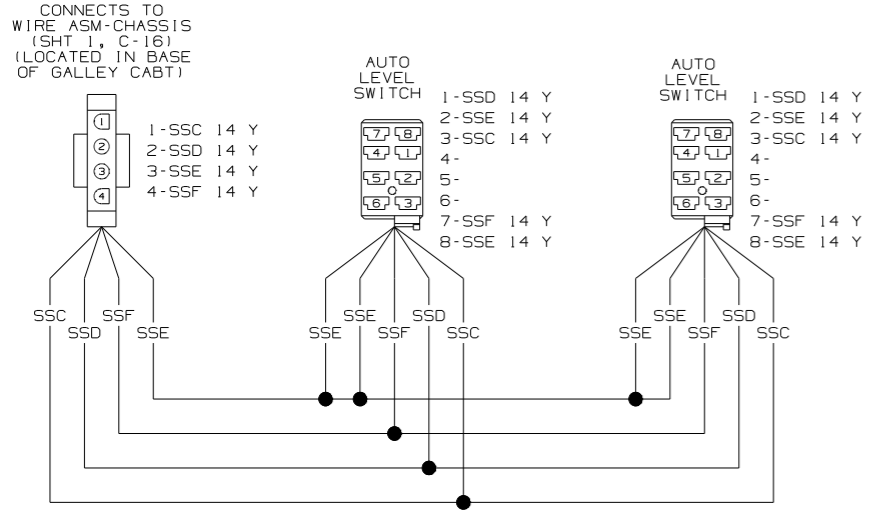 CONNECTS TO
WIRE ASM-CHASSIS
(SHT 1, C-16)
(LOCATED IN BASE
OF GALLEY CABT)
1
2
3
4
1-SSC 14 Y
2-SSD 14 Y
3-SSE 14 Y
4-SSF 14 Y
AUTO
LEVEL
SWITCH
7 8
4 1
5 2
6 3
1-SSD 14 Y
2-SSE 14 Y
3-SSC 14 Y
4-
5-
6-
7-SSF 14 Y
8-SSE 14 Y
AUTO
LEVEL
SWITCH
7 8
4 1
5 2
6 3
1-SSD 14 Y
2-SSE 14 Y
3-SSC 14 Y
4-
5-
6-
7-SSF 14 Y
8-SSE 14 Y
SSC SSF SSE SSD SSE SSD
SSD SSE SSE SSF SSC SSE SSF SSC